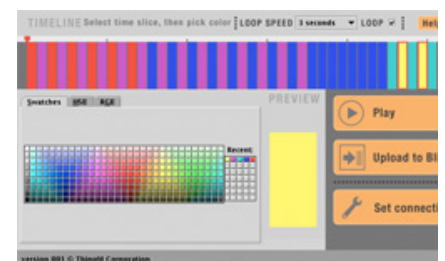 TIMELINE Select time slice, then pick color LOOP SPEED 3 seconds LOOP Help
Swatches HSB RGB
PREVIEW
Recent:
Play
Upload to Bl
Set connecti
version 001 © ThingM Corporation